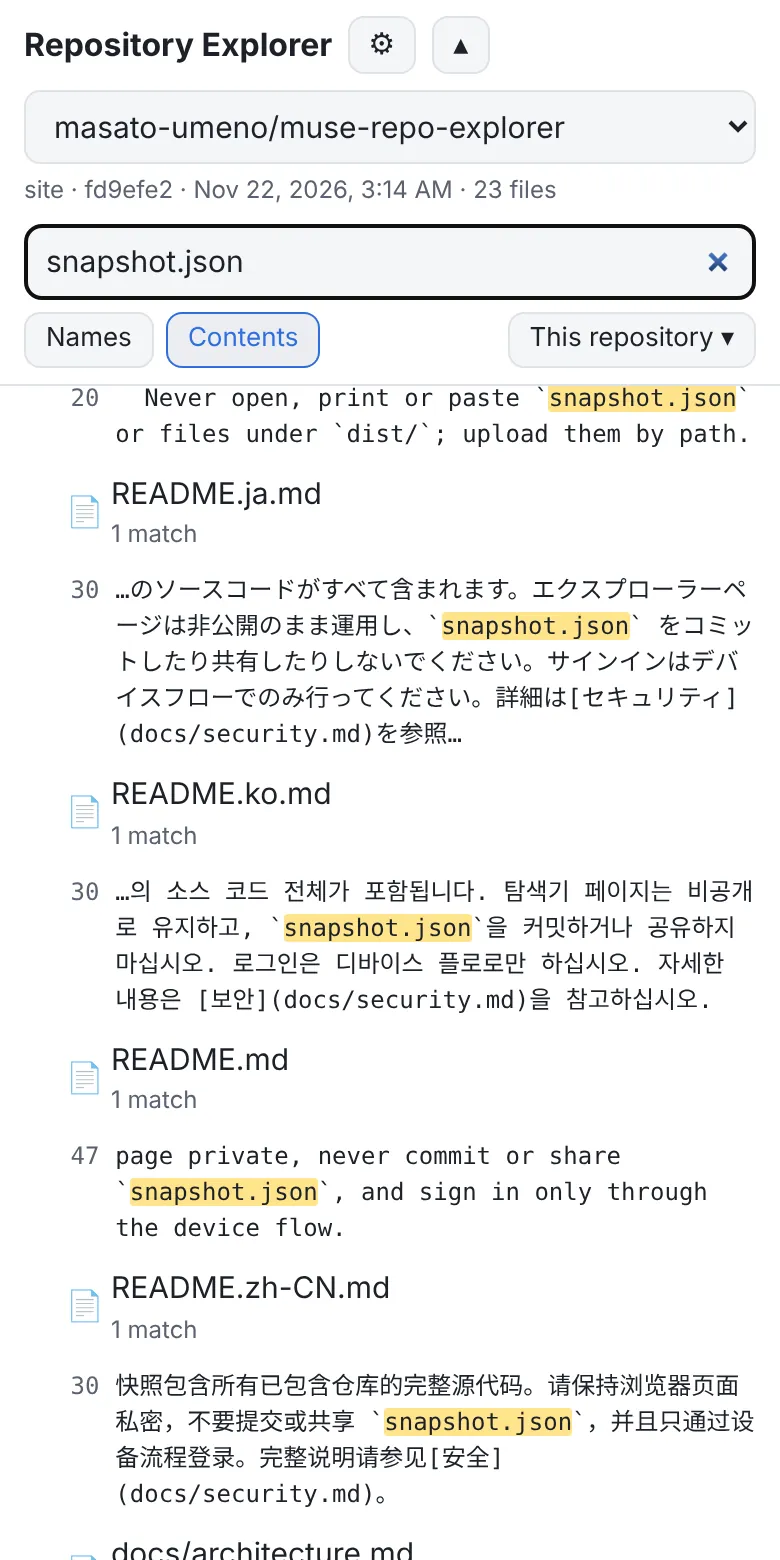 Repository Explorer ⚙ ▲
masato-umeno/muse-repo-explorer
site · fd9efe2 · Nov 22, 2026, 3:14 AM · 23 files
snapshot.json ×
Names Contents This repository ▾
20 Never open, print or paste `snapshot.json`
or files under `dist/`; upload them by path.
README.ja.md
1 match
30 …のソースコードがすべて含まれます。エクスプローラーペ
ージは非公開のまま運用し、`snapshot.json` をコミッ
トしたり共有したりしないでください。サインインはデバ
イスフローでのみ行ってください。詳細は[セキュリティ]
(docs/security.md)を参照…
README.ko.md
1 match
30 …의 소스 코드 전체가 포함됩니다. 탐색기 페이지는 비공개
로 유지하고, `snapshot.json`을 커밋하거나 공유하지
마십시오. 로그인은 디바이스 플로로만 하십시오. 자세한
내용은 [보안](docs/security.md)을 참고하십시오.
README.md
1 match
47 page private, never commit or share
`snapshot.json`, and sign in only through
the device flow.
README.zh-CN.md
1 match
30 快照包含所有已包含仓库的完整源代码。请保持浏览器页面
私密，不要提交或共享 `snapshot.json`，并且只通过设
备流程登录。完整说明请参见[安全]
(docs/security.md)。
docs/architecture.md